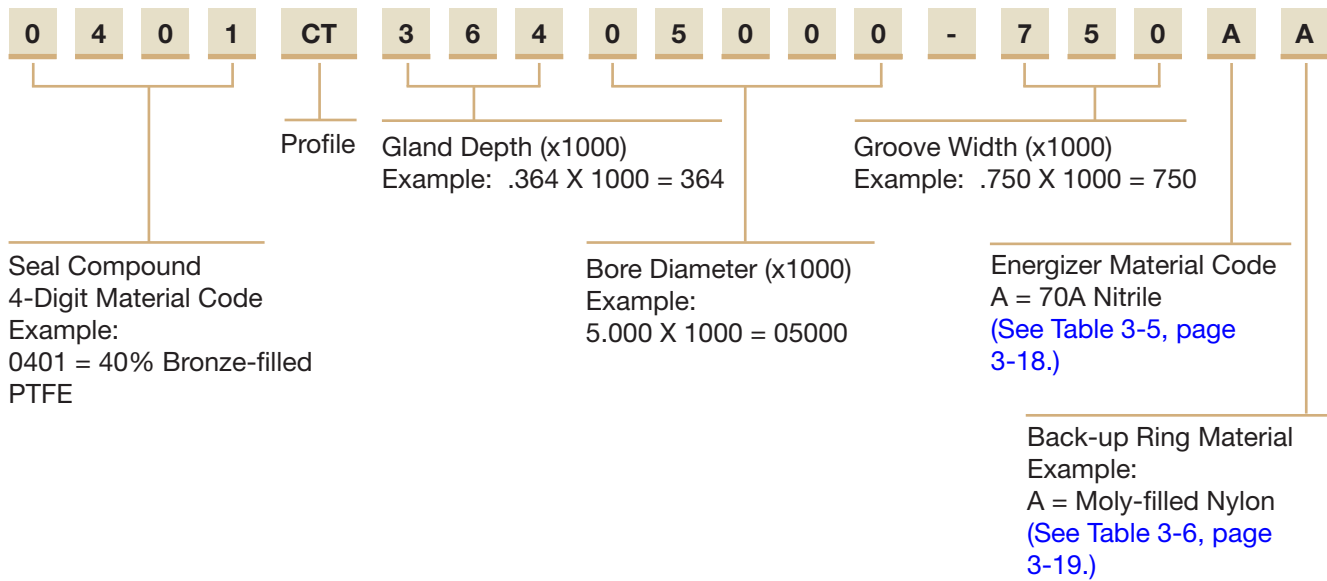 0 4 0 1 CT 3 6 4 0 5 0 0 0 - 7 5 0 A A
Profile
Gland Depth (x1000)
Example: .364 X 1000 = 364
Groove Width (x1000)
Example: .750 X 1000 = 750
Seal Compound
4-Digit Material Code
Example:
0401 = 40% Bronze-filled
PTFE
Bore Diameter (x1000)
Example:
5.000 X 1000 = 05000
Energizer Material Code
A = 70A Nitrile
(See Table 3-5, page
3-18.)
Back-up Ring Material
Example:
A = Moly-filled Nylon
(See Table 3-6, page
3-19.)